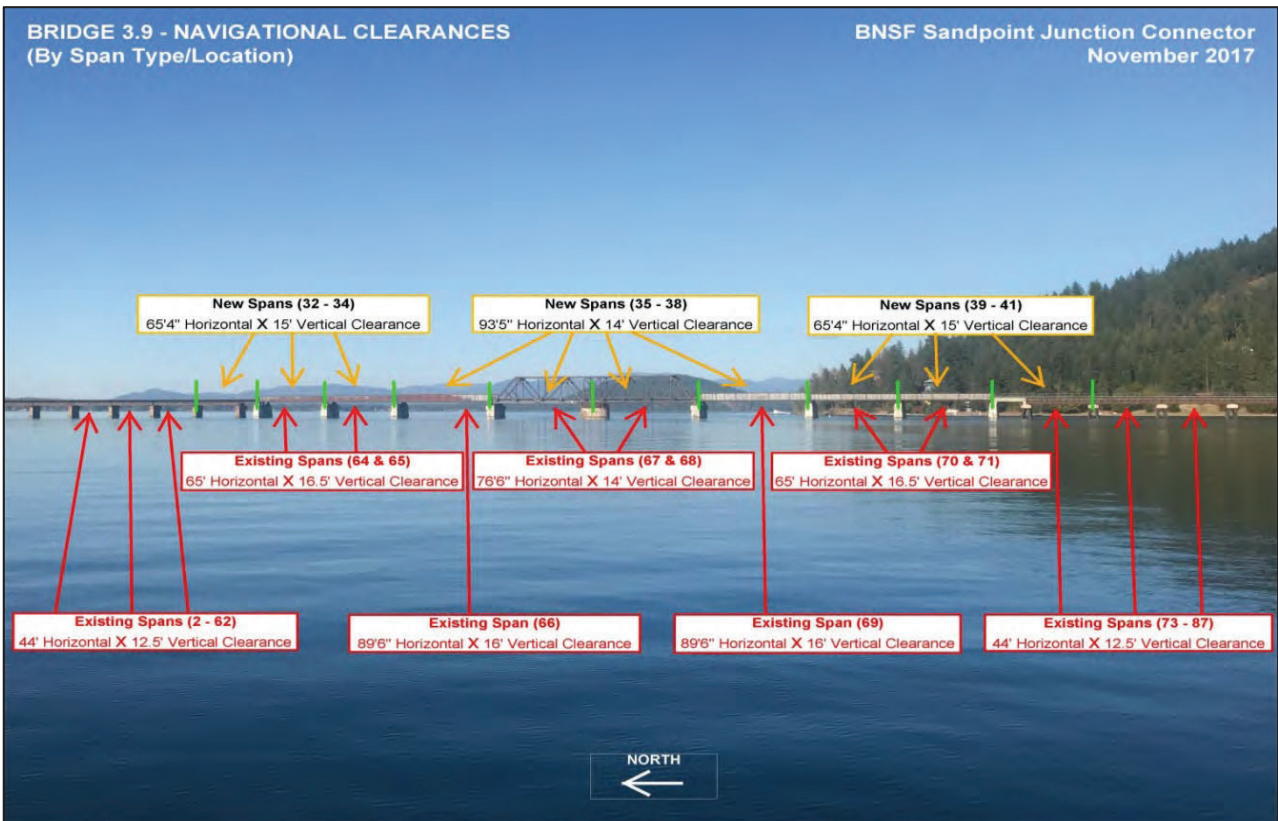 BRIDGE 3.9 - NAVIGATIONAL CLEARANCES
(By Span Type/Location)
BNSF Sandpoint Junction Connector
November 2017
New Spans (32 - 34)
65'4" Horizontal X 15' Vertical Clearance
New Spans (35 - 38)
93'5" Horizontal X 14' Vertical Clearance
New Spans (39 - 41)
65'4" Horizontal X 15' Vertical Clearance
Existing Spans (64 & 65)
65' Horizontal X 16.5' Vertical Clearance
Existing Spans (67 & 68)
76'6" Horizontal X 14' Vertical Clearance
Existing Spans (70 & 71)
65' Horizontal X 16.5' Vertical Clearance
Existing Spans (2 - 62)
44' Horizontal X 12.5' Vertical Clearance
Existing Span (66)
89'6" Horizontal X 16' Vertical Clearance
Existing Span (69)
89'6" Horizontal X 16' Vertical Clearance
Existing Spans (73 - 87)
44' Horizontal X 12.5' Vertical Clearance
NORTH